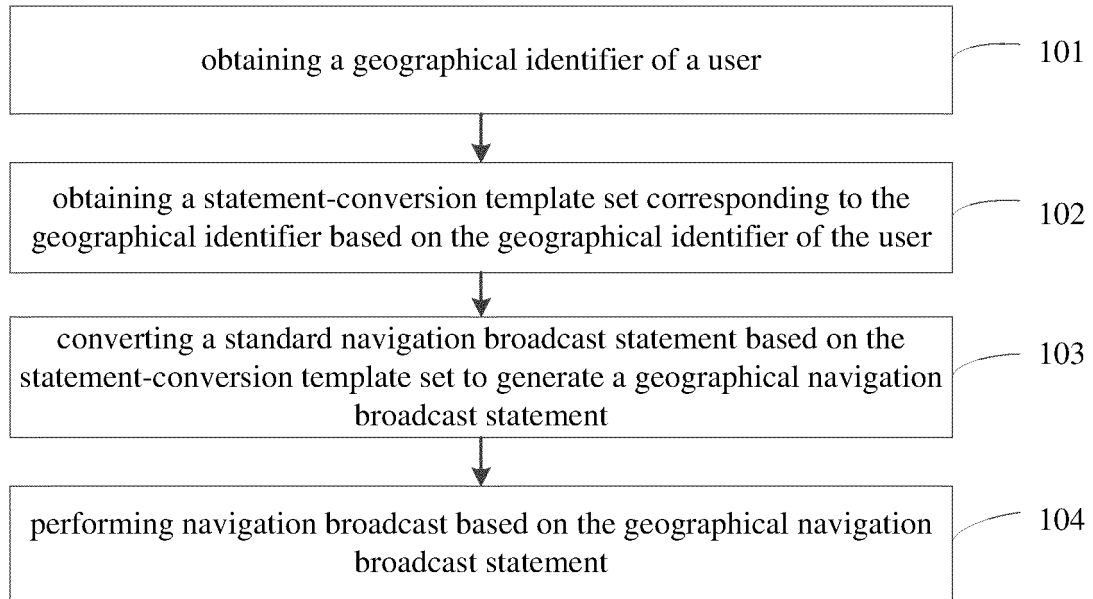 obtaining a geographical identifier of a user
101
obtaining a statement-conversion template set corresponding to the
geographical identifier based on the geographical identifier of the user
102
converting a standard navigation broadcast statement based on the
statement-conversion template set to generate a geographical navigation
broadcast statement
103
performing navigation broadcast based on the geographical navigation
broadcast statement
104